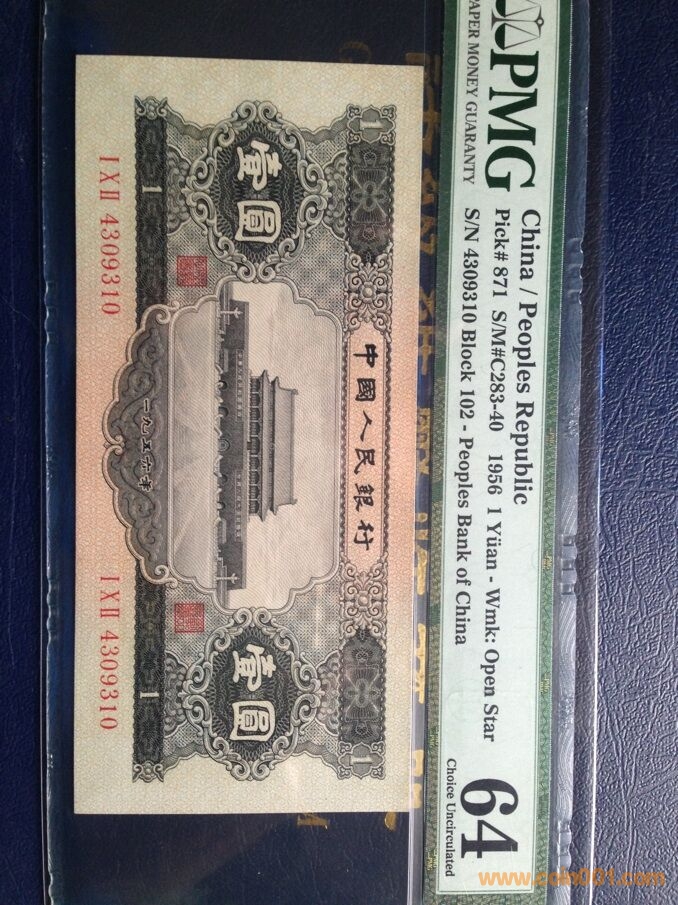 PMG
PAPER MONEY GUARANTY
China / Peoples Republic
Pick# 871 S/M#C283-40 1956 1 Yüan - Wmk: Open Star
S/N 4309310 Block 102 - Peoples Bank of China
64
Choice Uncirculated
中國人民銀行
1
1
壹圓
壹圓
1
1
一九五六年
I X II 4309310
I X II 4309310
www.coin001.com